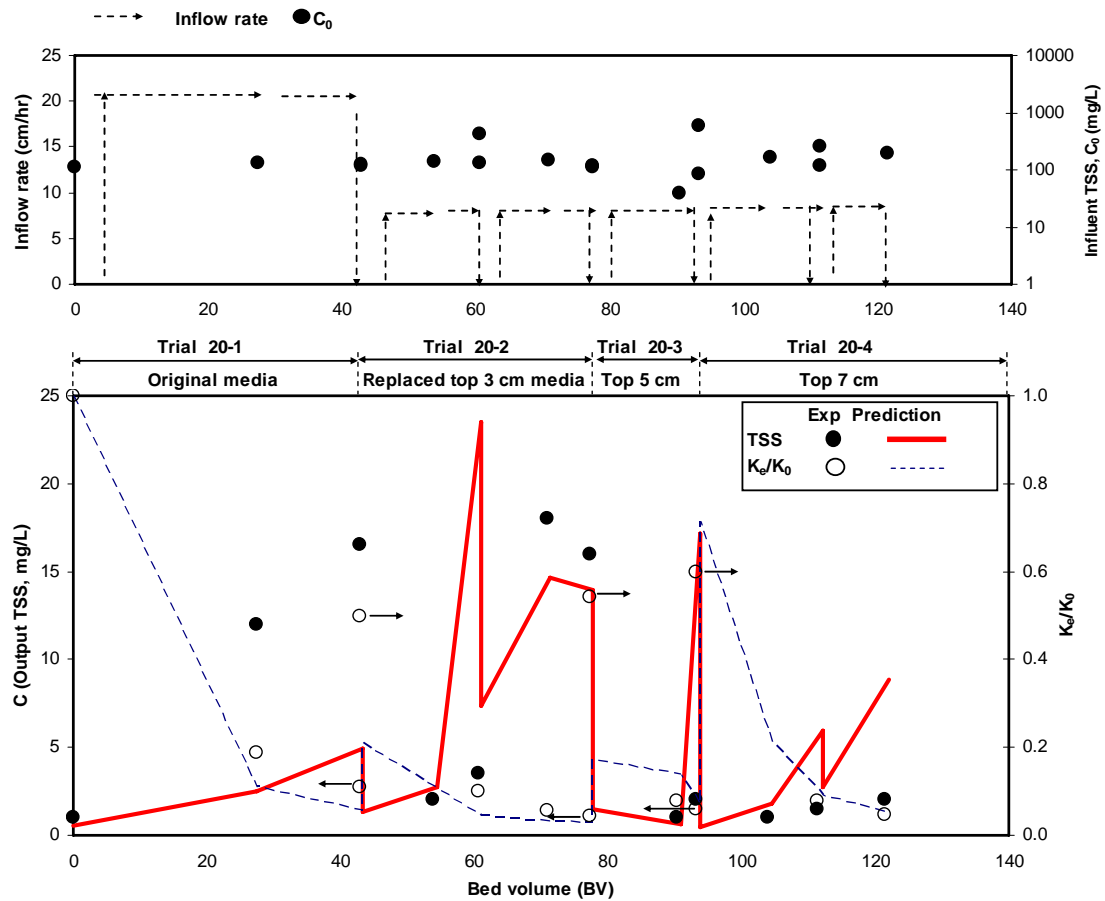 Inflow rate C₀
25 10000
20 1000
15 100
10
5 10
0 1
0 20 40 60 80 100 120 140
Inflow rate (cm/hr)
Influent TSS, C₀ (mg/L)
Trial 20-1 Trial 20-2 Trial 20-3 Trial 20-4
Original media Replaced top 3 cm media Top 5 cm Top 7 cm
Exp Prediction
TSS
Kₑ/K₀
25 1.0
20 0.8
15 0.6
10 0.4
5 0.2
0 0.0
0 20 40 60 80 100 120 140
C (Output TSS, mg/L)
Kₑ/K₀
Bed volume (BV)